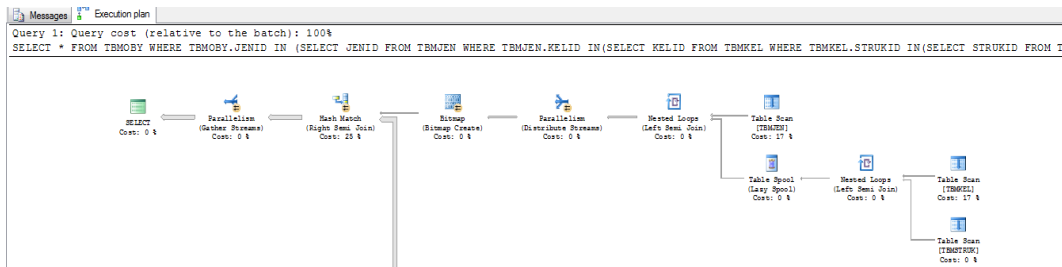 Messages Execution plan
Query 1: Query cost (relative to the batch): 100%
SELECT * FROM TBMOBY WHERE TBMOBY.JENID IN (SELECT JENID FROM TBMJEN WHERE TBMJEN.KELID IN(SELECT KELID FROM TBMKEL WHERE TBMKEL.STRUKID IN(SELECT STRUKID FROM T
SELECT
Cost: 0 %
Parallelism
(Gather Streams)
Cost: 0 %
Hash Match
(Right Semi Join)
Cost: 25 %
Bitmap
(Bitmap Create)
Cost: 0 %
Parallelism
(Distribute Streams)
Cost: 0 %
Nested Loops
(Left Semi Join)
Cost: 0 %
Table Scan
[TBMJEN]
Cost: 17 %
Table Spool
(Lazy Spool)
Cost: 0 %
Nested Loops
(Left Semi Join)
Cost: 0 %
Table Scan
[TBMKEL]
Cost: 17 %
Table Scan
[TBMSTRUK]
Cost: 0 %